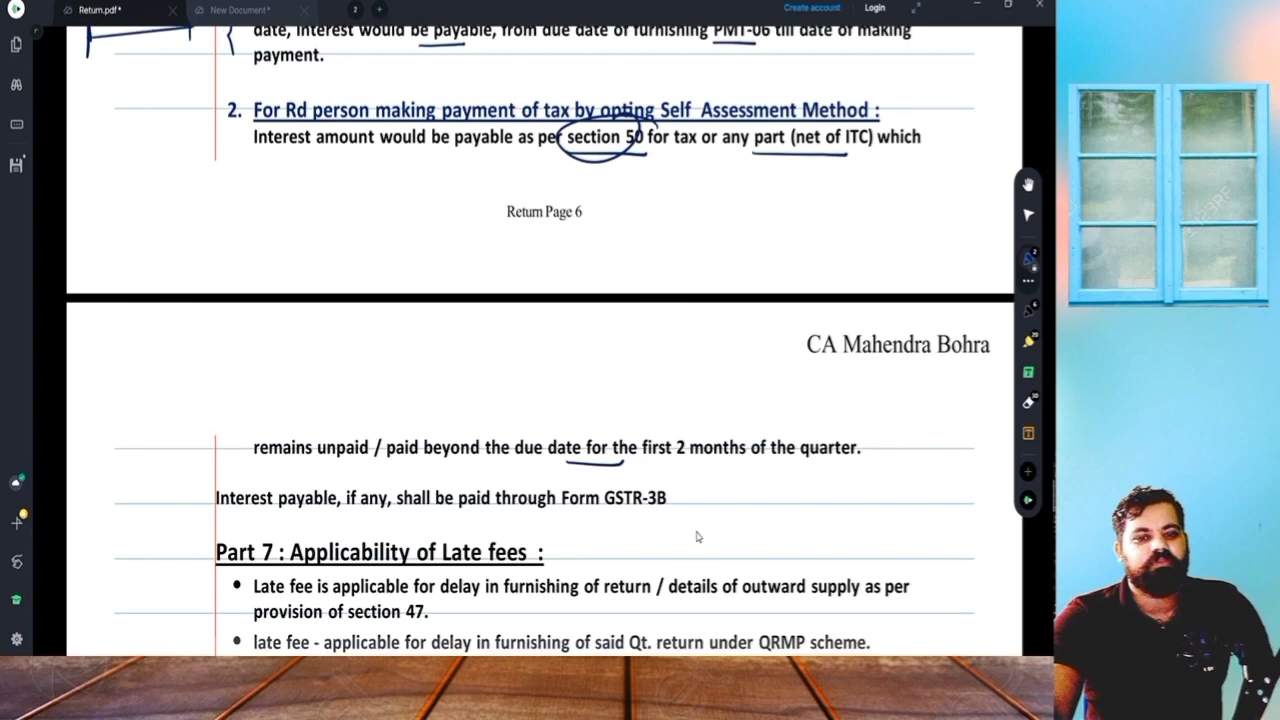 Return.pdf*
New Document*
2
Create account
Login
date, interest would be payable, from due date of furnishing PMT-06 till date of making
payment.
2. For Rd person making payment of tax by opting Self Assessment Method :
Interest amount would be payable as per section 50 for tax or any part (net of ITC) which
Return Page 6
CA Mahendra Bohra
remains unpaid / paid beyond the due date for the first 2 months of the quarter.
Interest payable, if any, shall be paid through Form GSTR-3B
Part 7 : Applicability of Late fees :
• Late fee is applicable for delay in furnishing of return / details of outward supply as per
provision of section 47.
• late fee - applicable for delay in furnishing of said Qt. return under QRMP scheme.
123RF